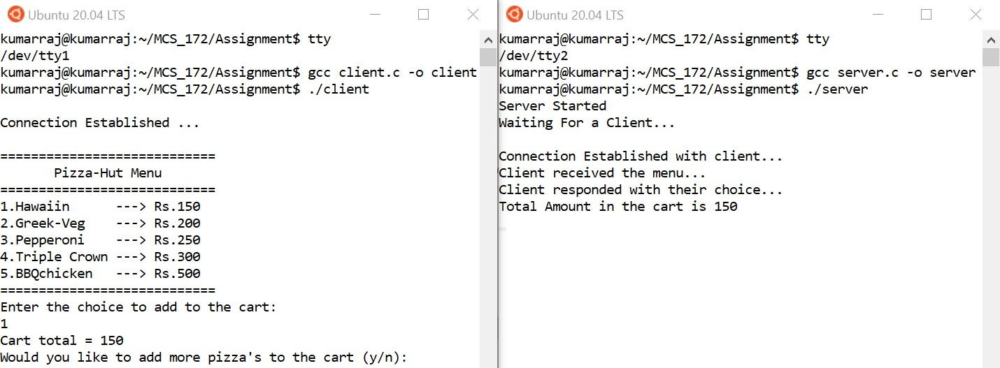 Ubuntu 20.04 LTS
kumarraj@kumarraj:~/MCS_172/Assignment$ tty
/dev/tty1
kumarraj@kumarraj:~/MCS_172/Assignment$ gcc client.c -o client
kumarraj@kumarraj:~/MCS_172/Assignment$ ./client
Connection Established ...
============================
Pizza-Hut Menu
============================
1.Hawaiin      ---> Rs.150
2.Greek-Veg    ---> Rs.200
3.Pepperoni    ---> Rs.250
4.Triple Crown ---> Rs.300
5.BBQchicken   ---> Rs.500
============================
Enter the choice to add to the cart:
1
Cart total = 150
Would you like to add more pizza's to the cart (y/n):
Ubuntu 20.04 LTS
kumarraj@kumarraj:~/MCS_172/Assignment$ tty
/dev/tty2
kumarraj@kumarraj:~/MCS_172/Assignment$ gcc server.c -o server
kumarraj@kumarraj:~/MCS_172/Assignment$ ./server
Server Started
Waiting For a Client...
Connection Established with client...
Client received the menu...
Client responded with their choice...
Total Amount in the cart is 150